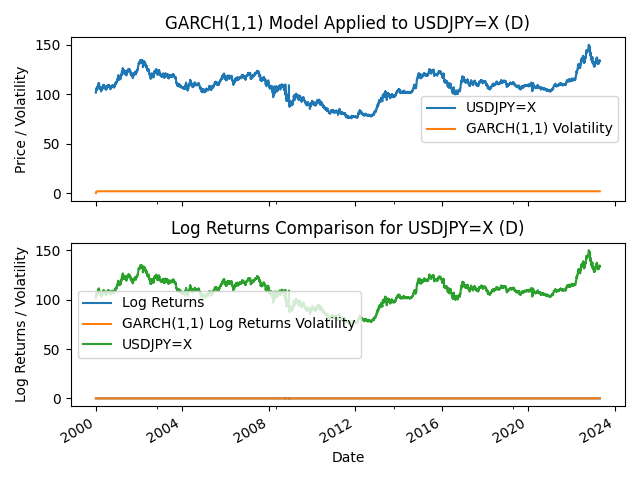 GARCH(1,1) Model Applied to USDJPY=X (D)
Price / Volatility
150
100
50
0
USDJPY=X
GARCH(1,1) Volatility
Log Returns Comparison for USDJPY=X (D)
Log Returns / Volatility
150
100
50
0
Log Returns
GARCH(1,1) Log Returns Volatility
USDJPY=X
2000 2004 2008 2012 2016 2020 2024
Date